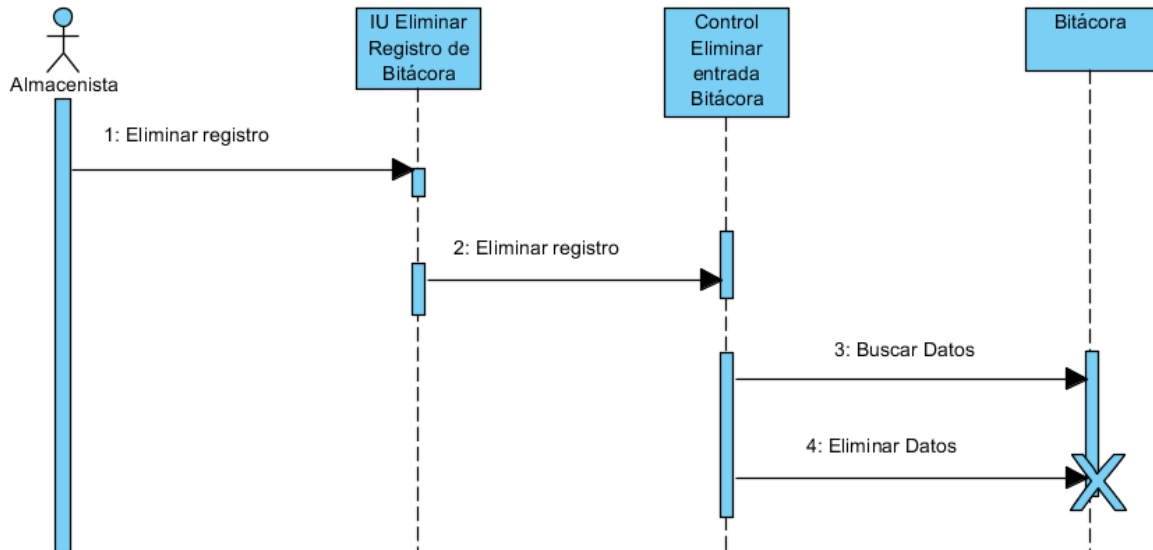 Almacenista
IU Eliminar
Registro de
Bitácora
Control
Eliminar
entrada
Bitácora
Bitácora
1: Eliminar registro
2: Eliminar registro
3: Buscar Datos
4: Eliminar Datos